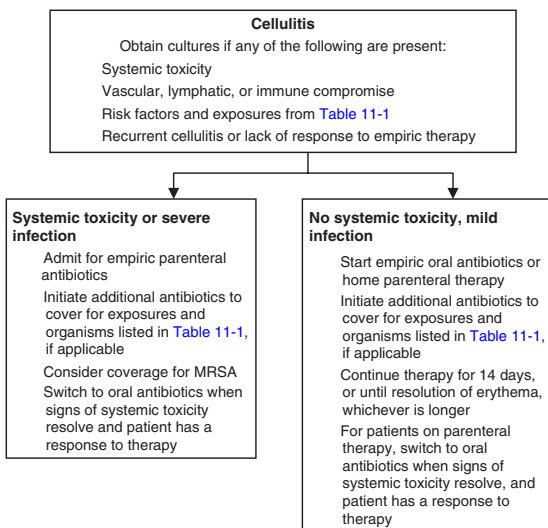 Cellulitis
Obtain cultures if any of the following are present:
Systemic toxicity
Vascular, lymphatic, or immune compromise
Risk factors and exposures from Table 11-1
Recurrent cellulitis or lack of response to empiric therapy
Systemic toxicity or severe
infection
Admit for empiric parenteral
antibiotics
Initiate additional antibiotics to
cover for exposures and
organisms listed in Table 11-1,
if applicable
Consider coverage for MRSA
Switch to oral antibiotics when
signs of systemic toxicity
resolve and patient has a
response to therapy
No systemic toxicity, mild
infection
Start empiric oral antibiotics or
home parenteral therapy
Initiate additional antibiotics to
cover for exposures and
organisms listed in Table 11-1,
if applicable
Continue therapy for 14 days,
or until resolution of erythema,
whichever is longer
For patients on parenteral
therapy, switch to oral
antibiotics when signs of
systemic toxicity resolve, and
patient has a response to
therapy